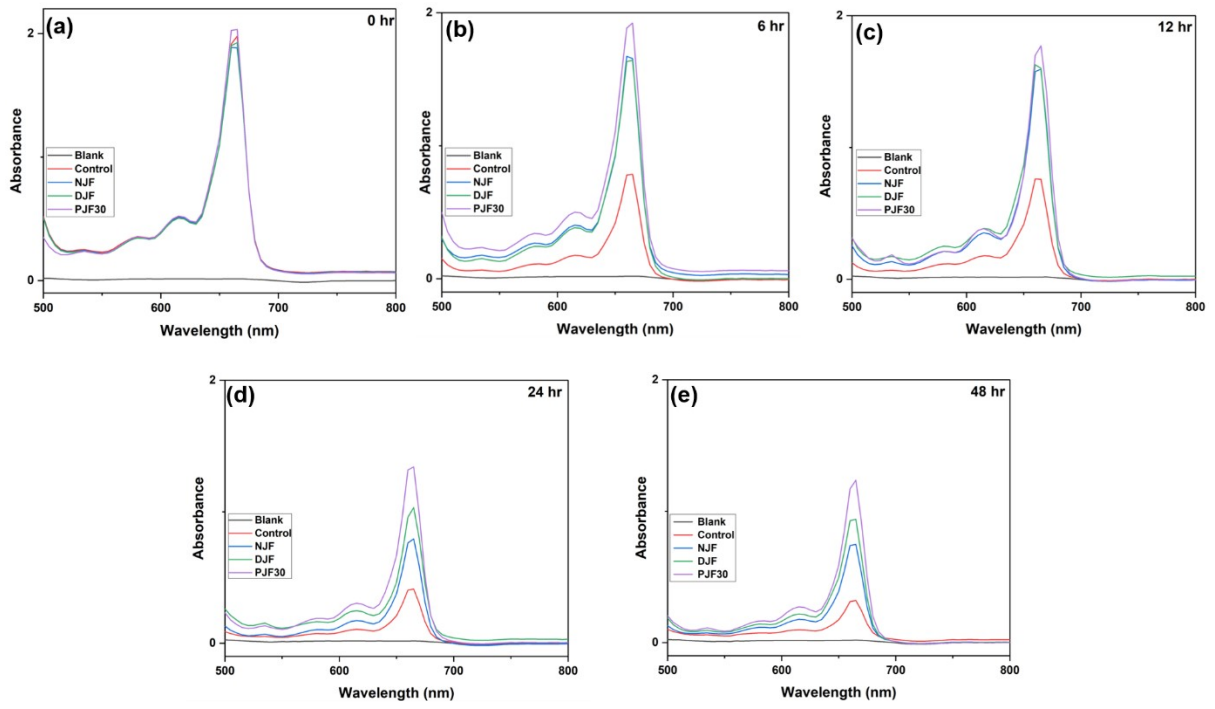 (a)
0 hr
2
0
Absorbance
Blank
Control
NJF
DJF
PJF30
500 600 700 800
Wavelength (nm)
(b)
6 hr
2
0
Absorbance
Blank
Control
NJF
DJF
PJF30
500 600 700 800
Wavelength (nm)
(c)
12 hr
2
0
Absorbance
Blank
Control
NJF
DJF
PJF30
500 600 700 800
Wavelength (nm)
(d)
24 hr
2
0
Absorbance
Blank
Control
NJF
DJF
PJF30
500 600 700 800
Wavelength (nm)
(e)
48 hr
2
0
Absorbance
Blank
Control
NJF
DJF
PJF30
500 600 700 800
Wavelength (nm)